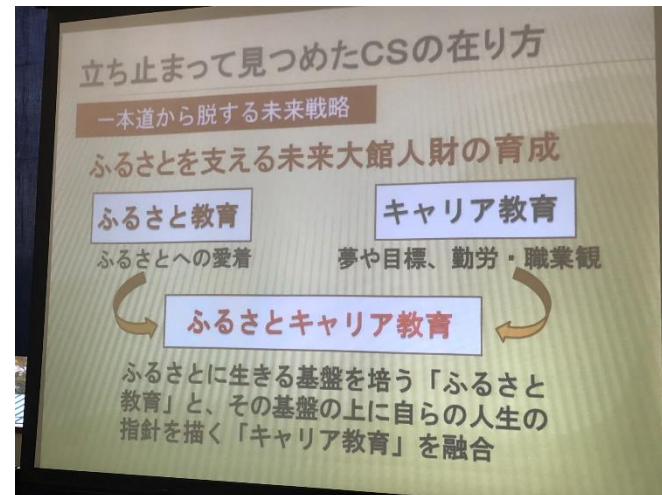 立ち止まって見つめたCSの在り方
一本道から脱する未来戦略
ふるさとを支える未来大館人財の育成
ふるさと教育
キャリア教育
ふるさとへの愛着
夢や目標、勤労・職業観
ふるさとキャリア教育
ふるさとに生きる基盤を培う「ふるさと
教育」と、その基盤の上に自らの人生の
指針を描く「キャリア教育」を融合